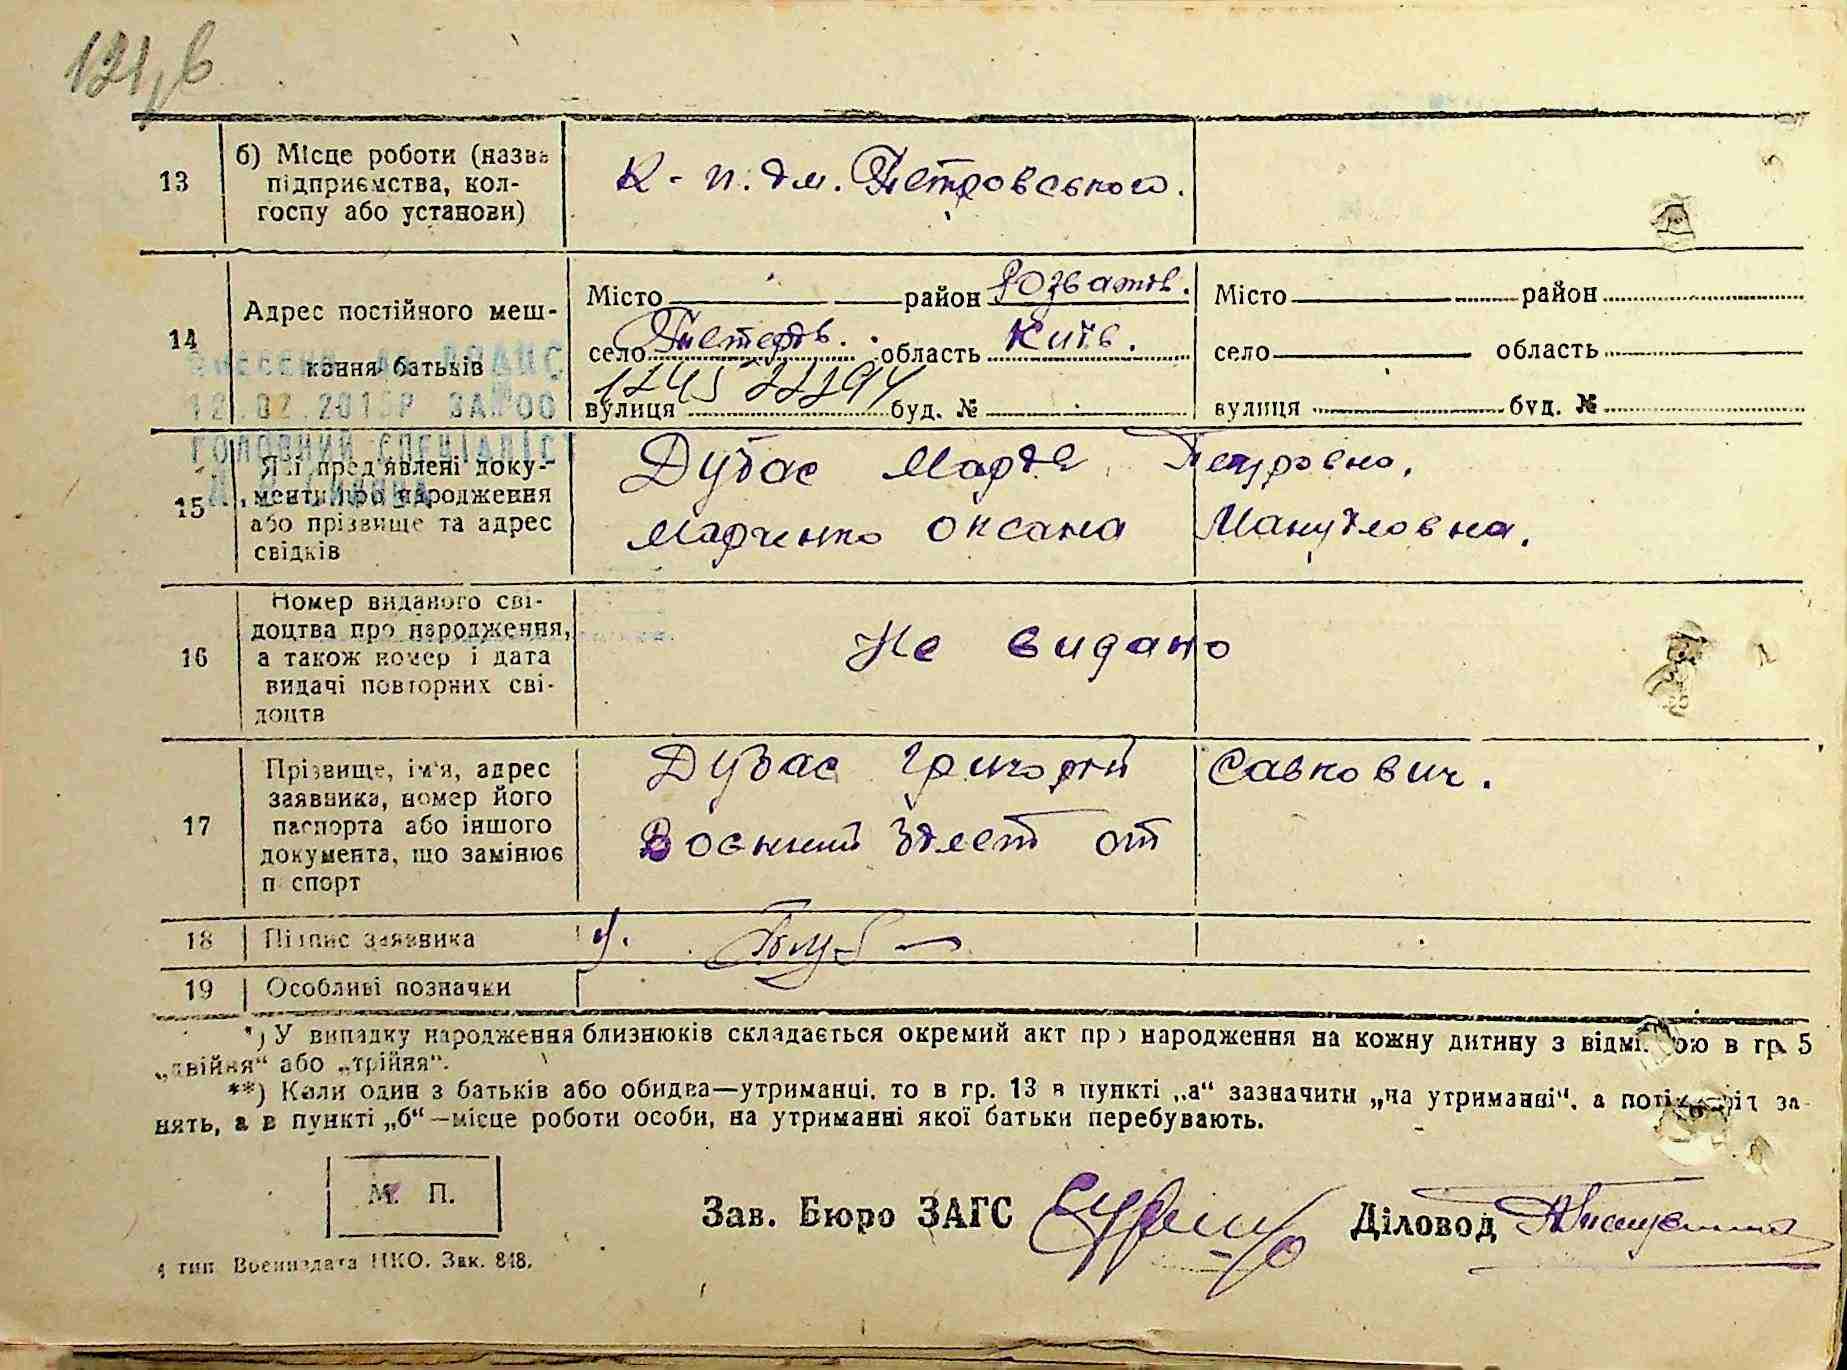 121,в
13
б) Місце роботи (назва
підприємства, кол-
госпу або установи)
К-п. Ім. Петровського.
14
Адрес постійного меш-
кання батьків
Місто район Розважів.
село область Київ.
вулиця буд. №
Місто район
село область
вулиця буд. №
ГОЛОВНИЙ СПЕЦІАЛІСТ
15
Які пред'явлені доку-
менти про народження
або прізвище та адрес
свідків
Дубас Марія Петровна.
Марченко Оксана Мануіловна.
16
Номер виданого сві-
доцтва про народження,
а також номер і дата
видачі повторних сві-
доцтв
Не видано
17
Прізвище, ім'я, адрес
заявника, номер його
паспорта або іншого
документа, що замінює
паспорт
Дубас Григорій Савкович.
Воєнний білет от
18
Підпис заявника
19
Особливі позначки
*) У випадку народження близнюків складається окремий акт про народження на кожну дитину з відміткою в гр. 5
„двійня“ або „трійня“.
**) Коли один з батьків або обидва—утриманці, то в гр. 13 в пункті „а“ зазначити „на утриманні“, а потім рід за-
нять, а в пункті „б“ —місце роботи особи, на утриманні якої батьки перебувають.
М. П.
Зав. Бюро ЗАГС
Діловод
4 тип. Воениздата НКО. Зак. 848.